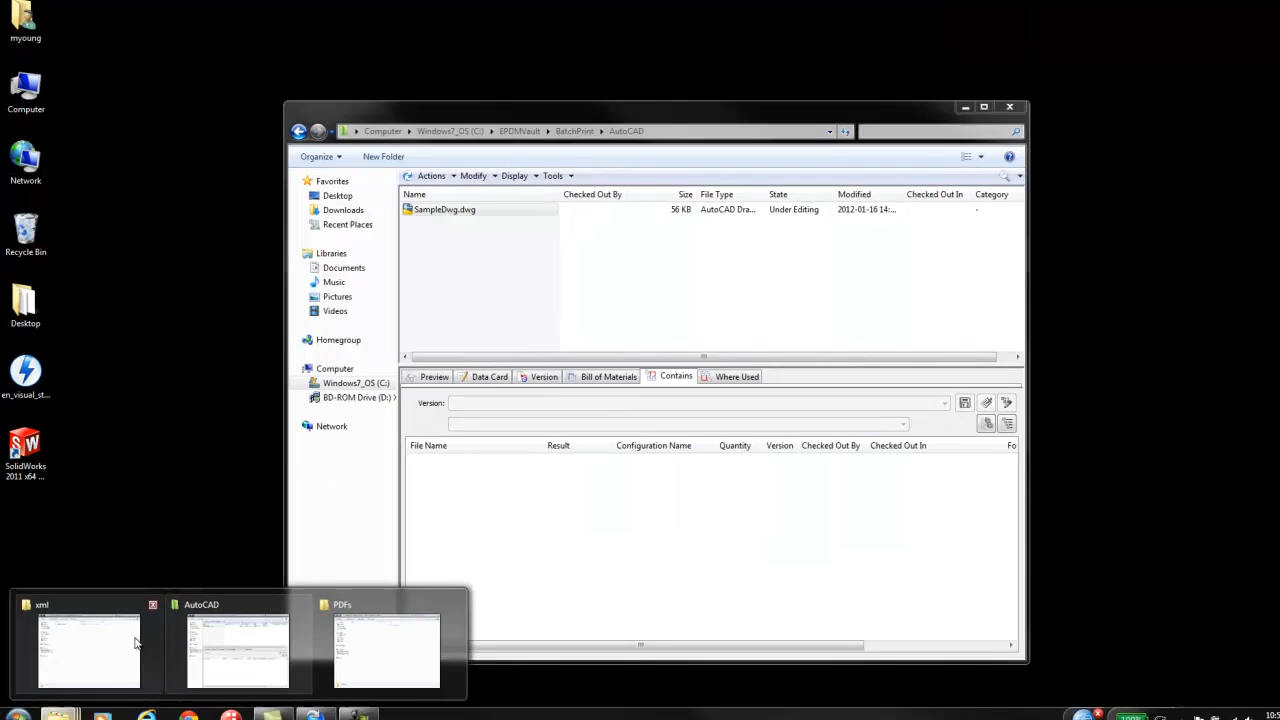 myoung
Computer
Network
Recycle Bin
Desktop
en_visual_st...
SolidWorks
2011 x64 ...
Computer Windows7_OS (C:) EPDMVault BatchPrint AutoCAD
Organize New Folder
Favorites
Desktop
Downloads
Recent Places
Libraries
Documents
Music
Pictures
Videos
Homegroup
Computer
Windows7_OS (C:)
BD-ROM Drive (D:)
Network
Actions Modify Display Tools
Name Checked Out By Size File Type State Modified Checked Out In Category
SampleDwg.dwg 56 KB AutoCAD Dra... Under Editing 2012-01-16 14:... -
Preview Data Card Version Bill of Materials Contains Where Used
Version:
File Name Result Configuration Name Quantity Version Checked Out By Checked Out In Fo
xml AutoCAD PDFs
100%